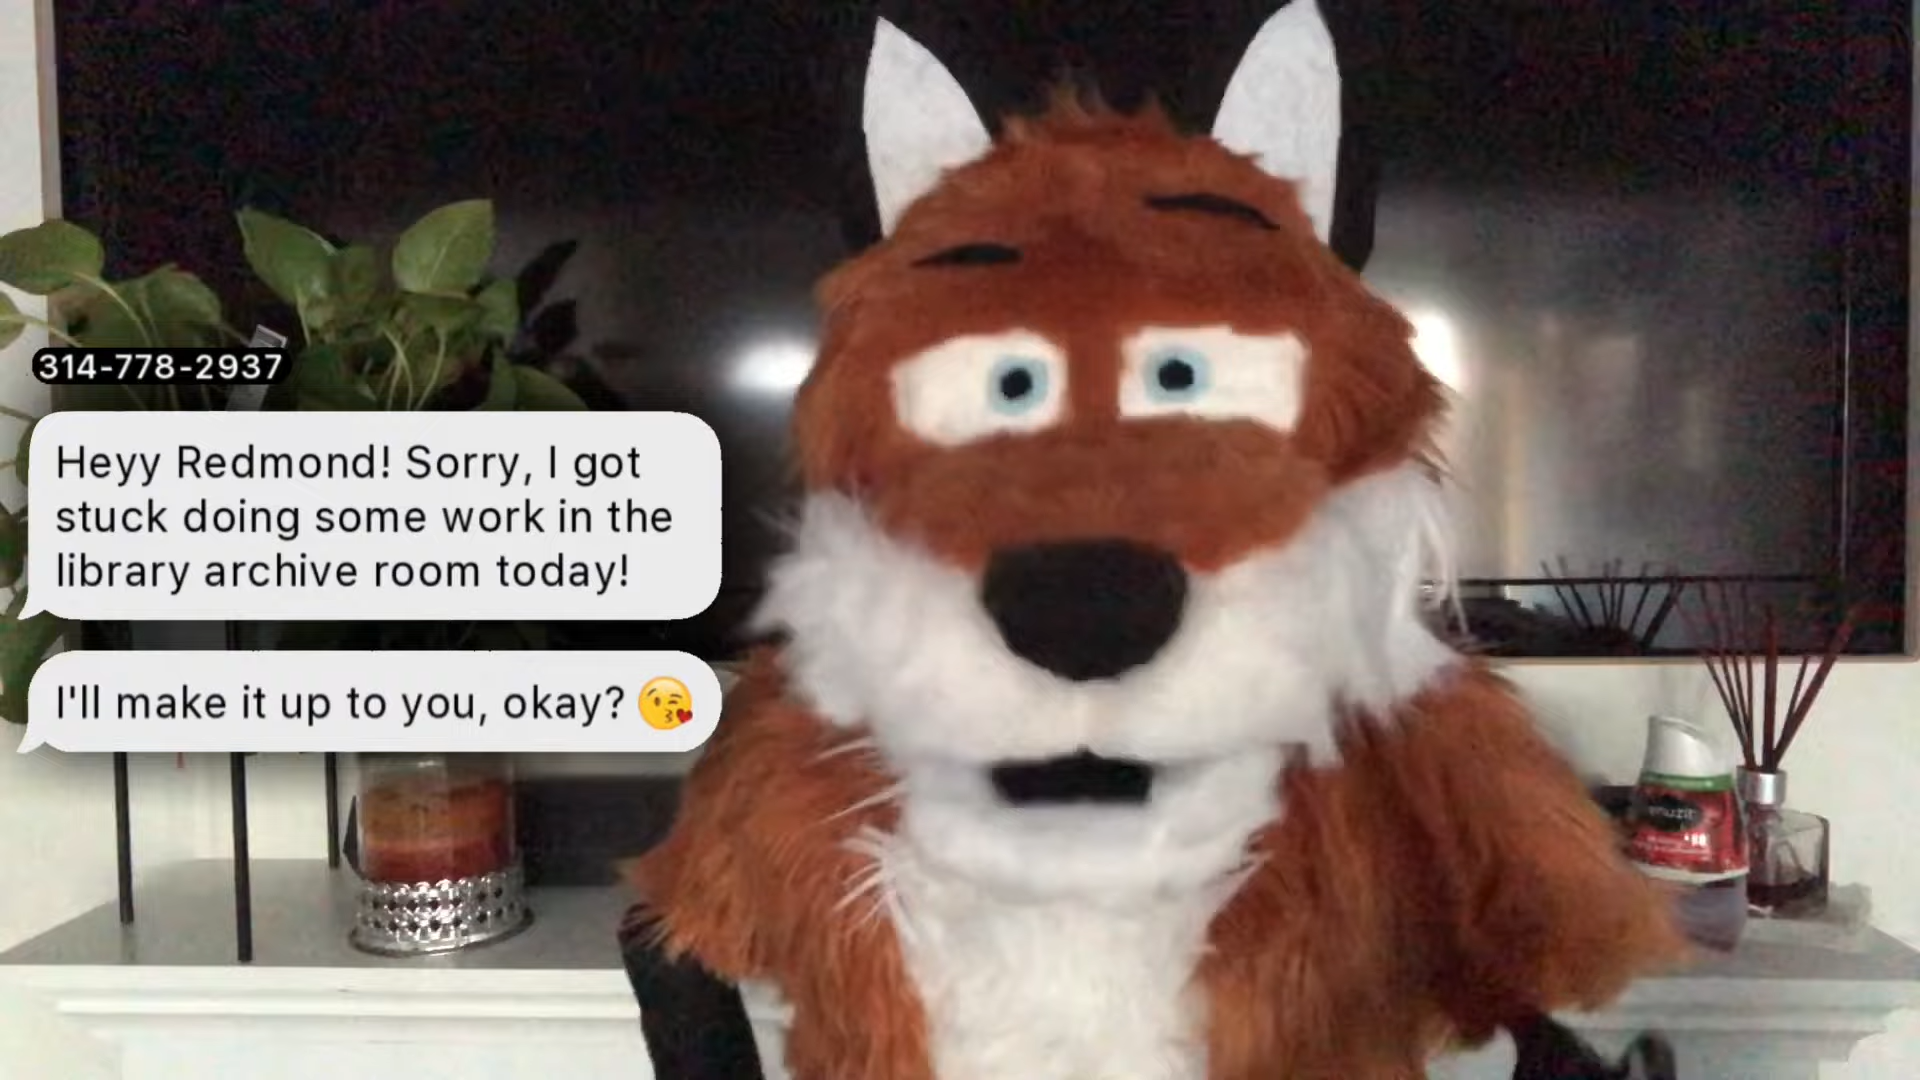 314-778-2937
Heyy Redmond! Sorry, I got
stuck doing some work in the
library archive room today!
I'll make it up to you, okay? 😘